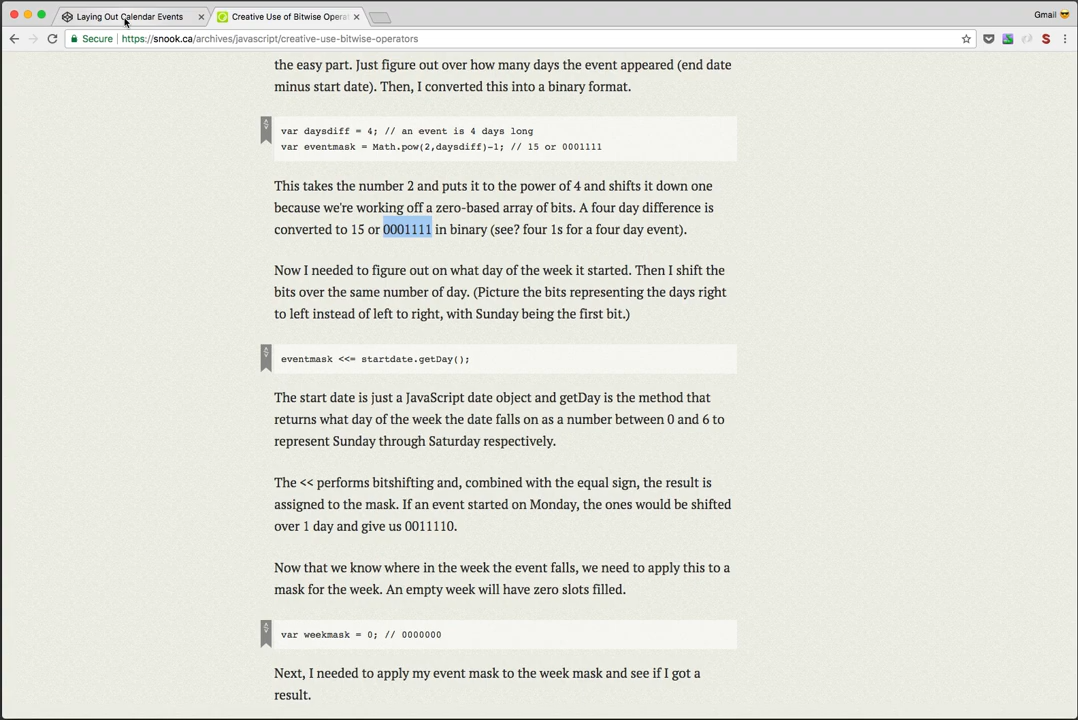 Laying Out Calendar Events
Creative Use of Bitwise Opera
Gmail
Secure
https://snook.ca/archives/javascript/creative-use-bitwise-operators
the easy part. Just figure out over how many days the event appeared (end date
minus start date). Then, I converted this into a binary format.
var daysdiff = 4; // an event is 4 days long
var eventmask = Math.pow(2,daysdiff)-1; // 15 or 0001111
This takes the number 2 and puts it to the power of 4 and shifts it down one
because we're working off a zero-based array of bits. A four day difference is
converted to 15 or 0001111 in binary (see? four 1s for a four day event).
Now I needed to figure out on what day of the week it started. Then I shift the
bits over the same number of day. (Picture the bits representing the days right
to left instead of left to right, with Sunday being the first bit.)
eventmask <<= startdate.getDay();
The start date is just a JavaScript date object and getDay is the method that
returns what day of the week the date falls on as a number between 0 and 6 to
represent Sunday through Saturday respectively.
The << performs bitshifting and, combined with the equal sign, the result is
assigned to the mask. If an event started on Monday, the ones would be shifted
over 1 day and give us 0011110.
Now that we know where in the week the event falls, we need to apply this to a
mask for the week. An empty week will have zero slots filled.
var weekmask = 0; // 0000000
Next, I needed to apply my event mask to the week mask and see if I got a
result.